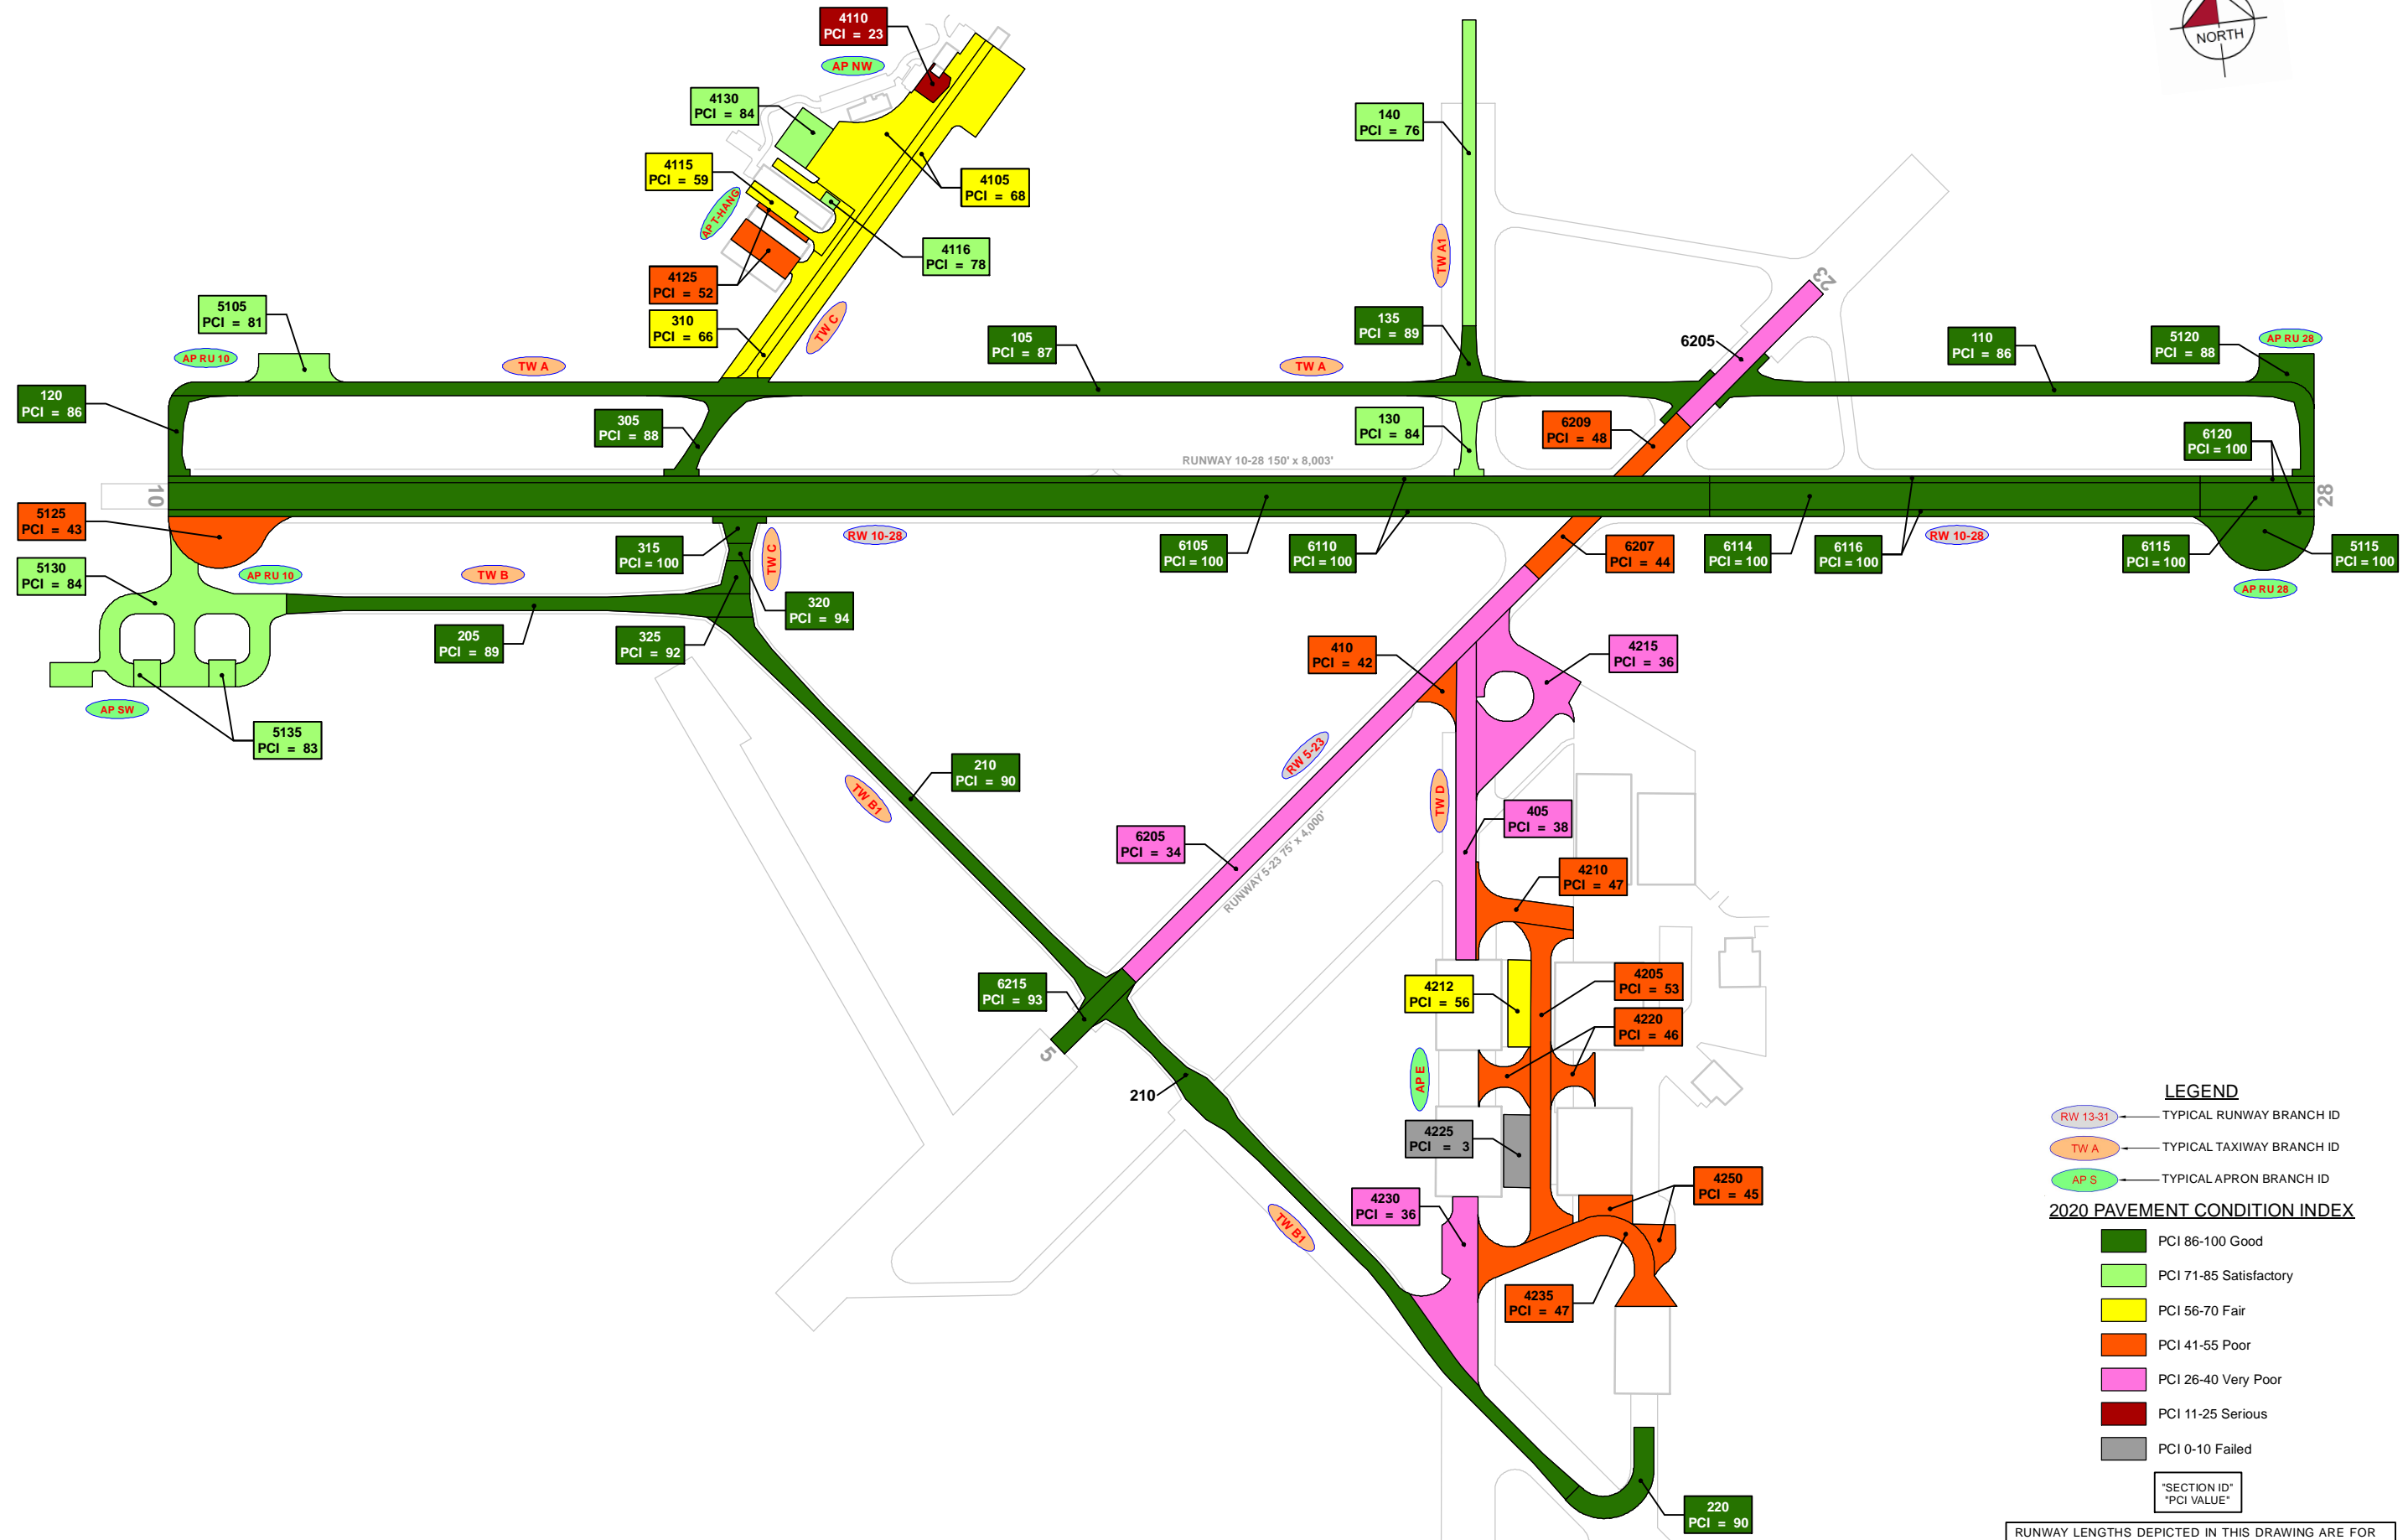 4110
PCI = 23
NORTH
AP NW
4130
PCI = 84
140
PCI = 76
4115
PCI = 59
4105
PCI = 68
AP T-HANG
TW A1
4116
PCI = 78
4125
PCI = 52
23
5105
PCI = 81
310
PCI = 66
TW C
105
PCI = 87
135
PCI = 89
6205
110
PCI = 86
5120
PCI = 88
AP RU 28
AP RU 10
TW A
TW A
120
PCI = 86
305
PCI = 88
130
PCI = 84
6209
PCI = 48
6120
PCI = 100
RUNWAY 10-28 150' x 8,003'
10
28
5125
PCI = 43
315
PCI = 100
TW C
RW 10-28
6105
PCI = 100
6110
PCI = 100
6207
PCI = 44
6114
PCI = 100
6116
PCI = 100
RW 10-28
6115
PCI = 100
5115
PCI = 100
5130
PCI = 84
AP RU 10
TW B
AP RU 28
320
PCI = 94
205
PCI = 89
325
PCI = 92
410
PCI = 42
4215
PCI = 36
AP SW
5135
PCI = 83
210
PCI = 90
RW 5-23
TW B1
TW D
405
PCI = 38
6205
PCI = 34
RUNWAY 5-23 75' x 4,000'
4210
PCI = 47
6215
PCI = 93
4212
PCI = 56
4205
PCI = 53
4220
PCI = 46
5
AP E
210
4225
PCI = 3
4230
PCI = 36
4250
PCI = 45
TW B1
4235
PCI = 47
220
PCI = 90
LEGEND
RW 13-31 TYPICAL RUNWAY BRANCH ID
TW A TYPICAL TAXIWAY BRANCH ID
AP S TYPICAL APRON BRANCH ID
2020 PAVEMENT CONDITION INDEX
PCI 86-100 Good
PCI 71-85 Satisfactory
PCI 56-70 Fair
PCI 41-55 Poor
PCI 26-40 Very Poor
PCI 11-25 Serious
PCI 0-10 Failed
"SECTION ID"
"PCI VALUE"
RUNWAY LENGTHS DEPICTED IN THIS DRAWING ARE FOR